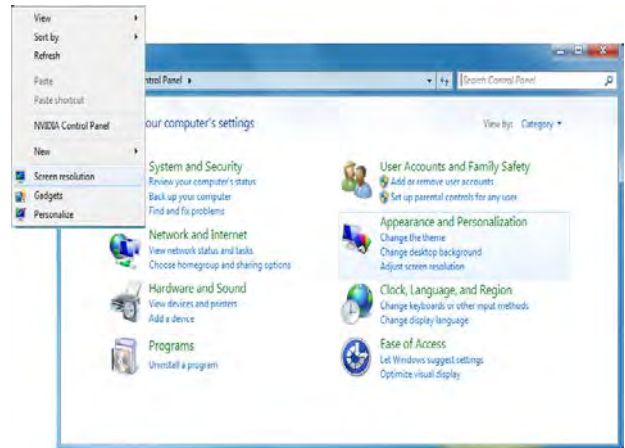 View
Sort by
Refresh
Paste
Paste shortcut
NVIDIA Control Panel
New
Screen resolution
Gadgets
Personalize
ntrol Panel
Search Control Panel
our computer's settings
View by: Category
System and Security
Review your computer's status
Back up your computer
Find and fix problems
Network and Internet
View network status and tasks
Choose homegroup and sharing options
Hardware and Sound
View devices and printers
Add a device
Programs
Uninstall a program
User Accounts and Family Safety
Add or remove user accounts
Set up parental controls for any user
Appearance and Personalization
Change the theme
Change desktop background
Adjust screen resolution
Clock, Language, and Region
Change keyboards or other input methods
Change display language
Ease of Access
Let Windows suggest settings
Optimize visual display